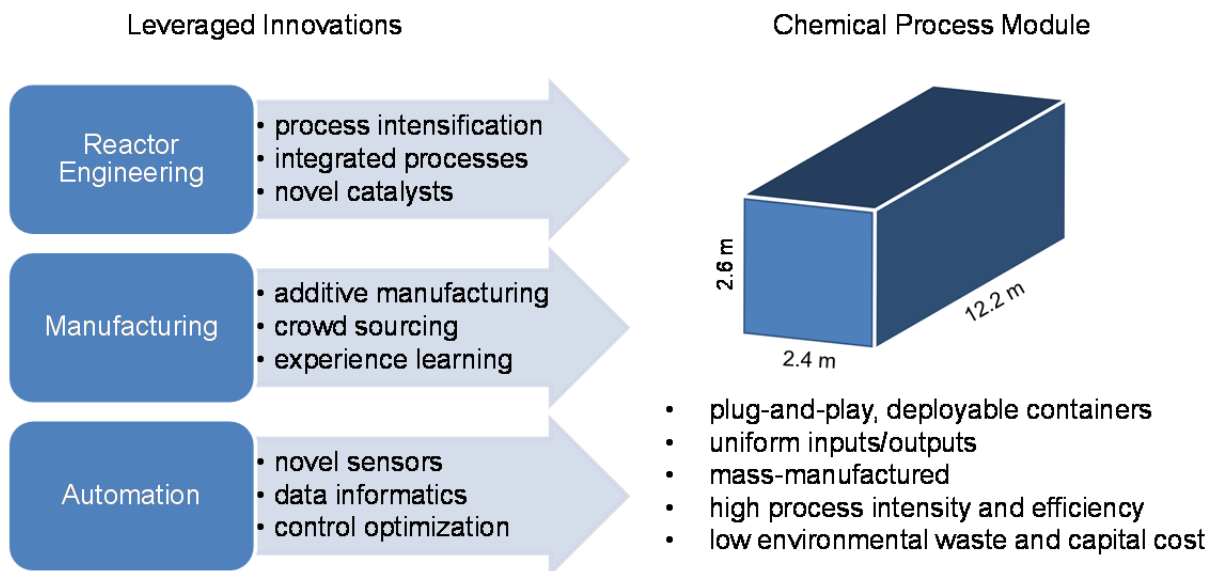 Leveraged Innovations
Chemical Process Module
Reactor
Engineering
• process intensification
• integrated processes
• novel catalysts
Manufacturing
• additive manufacturing
• crowd sourcing
• experience learning
Automation
• novel sensors
• data informatics
• control optimization
2.6 m
2.4 m
12.2 m
• plug-and-play, deployable containers
• uniform inputs/outputs
• mass-manufactured
• high process intensity and efficiency
• low environmental waste and capital cost